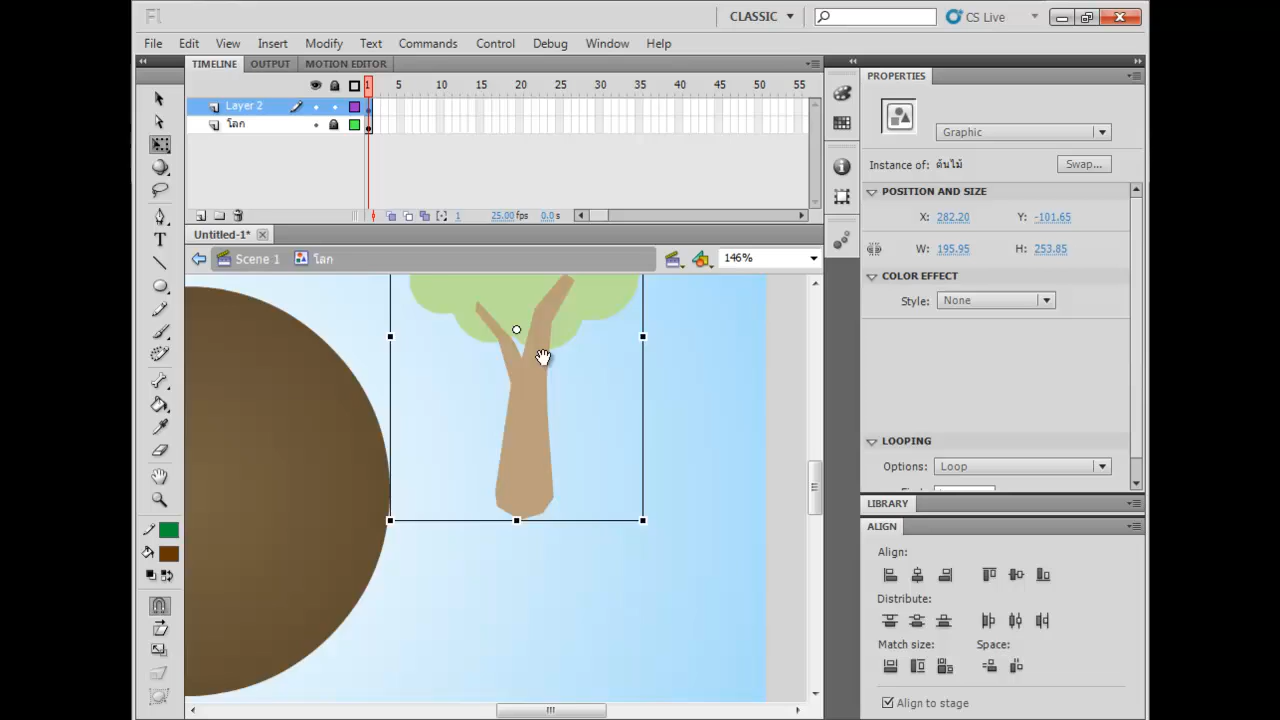 Fl CLASSIC CS Live
File Edit View Insert Modify Text Commands Control Debug Window Help
TIMELINE OUTPUT MOTION EDITOR
1 5 10 15 20 25 30 35 40 45 50 55
Layer 2
โลก
1 25.00 fps 0.0 s
Untitled-1*
Scene 1 โลก 146%
PROPERTIES
Graphic
Instance of: ต้นไม้ Swap...
POSITION AND SIZE
X: 282.20 Y: -101.65
W: 195.95 H: 253.85
COLOR EFFECT
Style: None
LOOPING
Options: Loop
LIBRARY
ALIGN
Align:
Distribute:
Match size: Space:
Align to stage